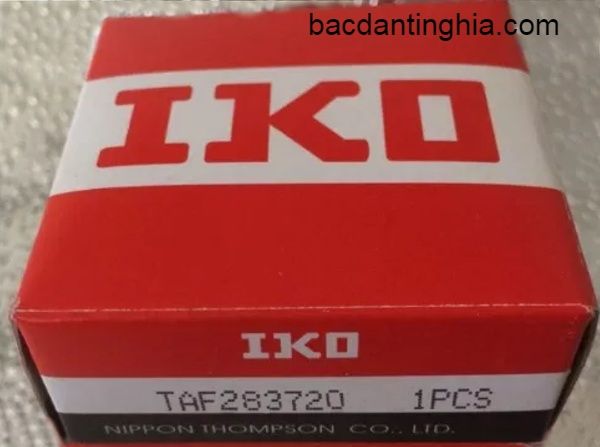 bacdantinghia.com
IKO
IKO
TAF283720 1PCS
NIPPON THOMPSON CO., LTD.